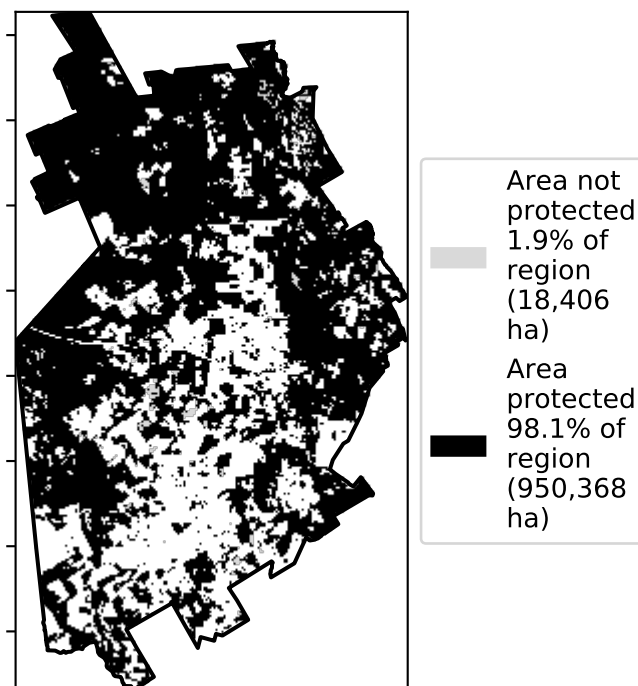 Area not
protected
1.9% of
region
(18,406
ha)
Area
protected
98.1% of
region
(950,368
ha)